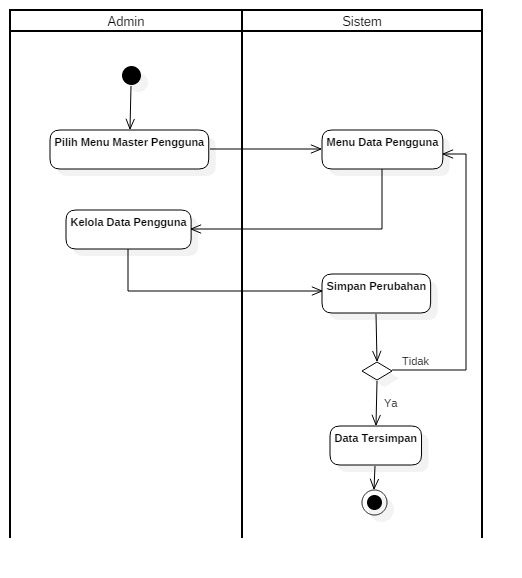 Admin
Sistem
Pilih Menu Master Pengguna
Menu Data Pengguna
Kelola Data Pengguna
Simpan Perubahan
Tidak
Ya
Data Tersimpan